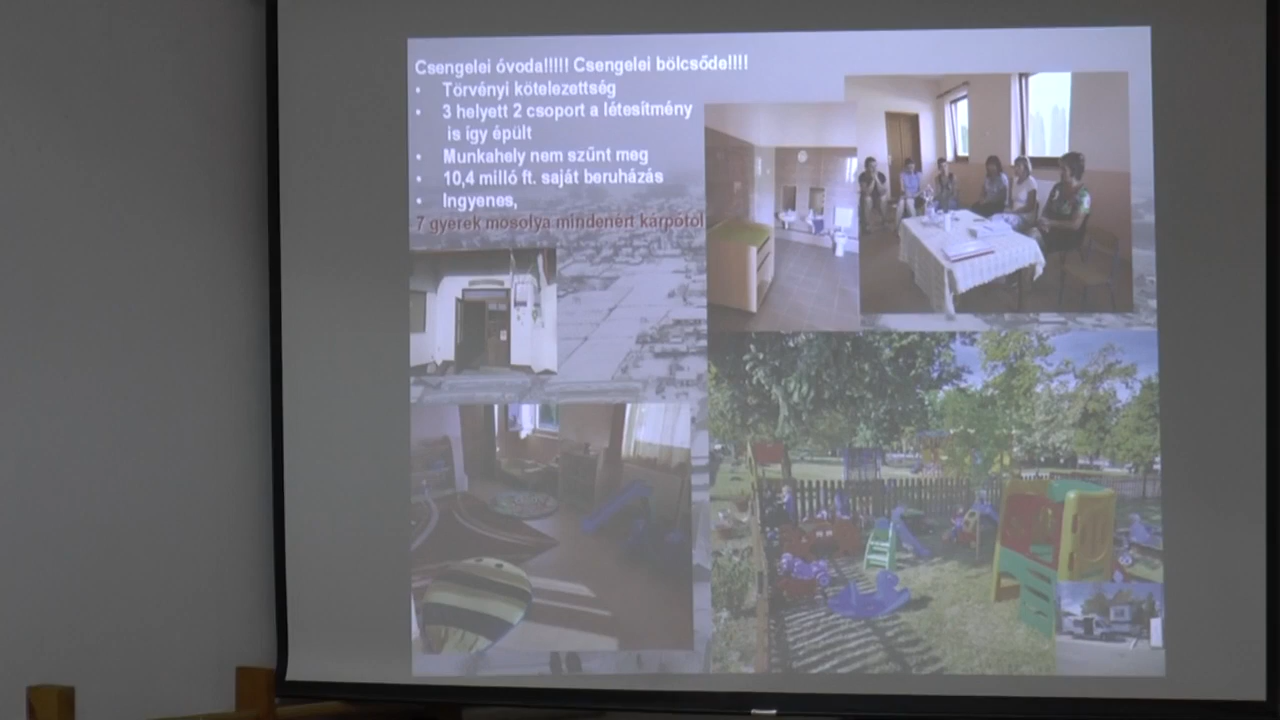 Csengelei óvoda!!!!! Csengelei bölcsőde!!!!
• Törvényi kötelezettség
• 3 helyett 2 csoport a létesítmény
is így épült
• Munkahely nem szűnt meg
• 10,4 milló ft. saját beruházás
• Ingyenes,
7 gyerek mosolya mindenért kárpótol